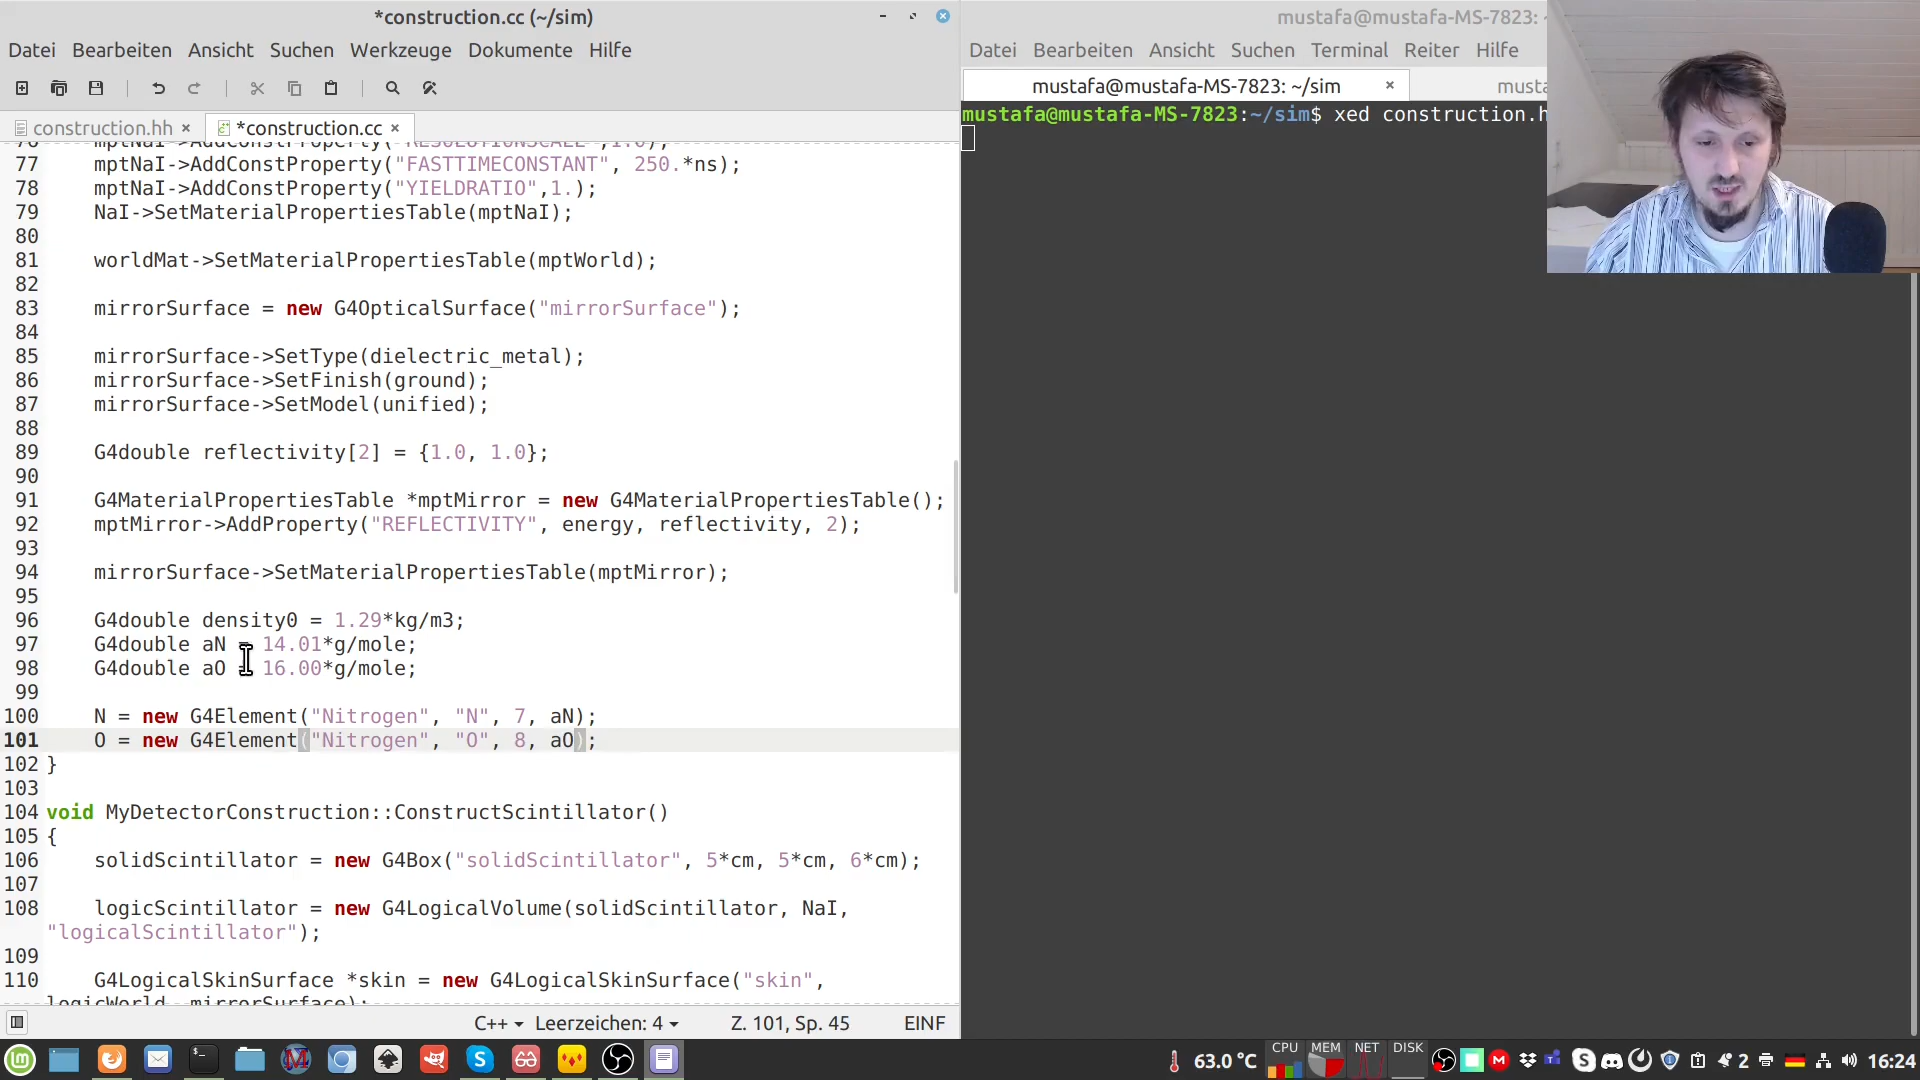 *construction.cc (~/sim)
Datei Bearbeiten Ansicht Suchen Werkzeuge Dokumente Hilfe
construction.hh × *construction.cc ×
77 mptNaI->AddConstProperty("FASTTIMECONSTANT", 250.*ns);
78 mptNaI->AddConstProperty("YIELDRATIO",1.);
79 NaI->SetMaterialPropertiesTable(mptNaI);
80
81 worldMat->SetMaterialPropertiesTable(mptWorld);
82
83 mirrorSurface = new G4OpticalSurface("mirrorSurface");
84
85 mirrorSurface->SetType(dielectric_metal);
86 mirrorSurface->SetFinish(ground);
87 mirrorSurface->SetModel(unified);
88
89 G4double reflectivity[2] = {1.0, 1.0};
90
91 G4MaterialPropertiesTable *mptMirror = new G4MaterialPropertiesTable();
92 mptMirror->AddProperty("REFLECTIVITY", energy, reflectivity, 2);
93
94 mirrorSurface->SetMaterialPropertiesTable(mptMirror);
95
96 G4double density0 = 1.29*kg/m3;
97 G4double aN = 14.01*g/mole;
98 G4double aO = 16.00*g/mole;
99
100 N = new G4Element("Nitrogen", "N", 7, aN);
101 O = new G4Element("Nitrogen", "O", 8, aO);
102 }
103
104 void MyDetectorConstruction::ConstructScintillator()
105 {
106 solidScintillator = new G4Box("solidScintillator", 5*cm, 5*cm, 6*cm);
107
108 logicScintillator = new G4LogicalVolume(solidScintillator, NaI,
"logicalScintillator");
109
110 G4LogicalSkinSurface *skin = new G4LogicalSkinSurface("skin",
logicWorld, mirrorSurface);
C++ Leerzeichen: 4 Z. 101, Sp. 45 EINF
mustafa@mustafa-MS-7823:
Datei Bearbeiten Ansicht Suchen Terminal Reiter Hilfe
mustafa@mustafa-MS-7823: ~/sim ×
mustafa@mustafa-MS-7823:~/sim$ xed construction.h
63.0 °C CPU MEM NET DISK 2 16:24